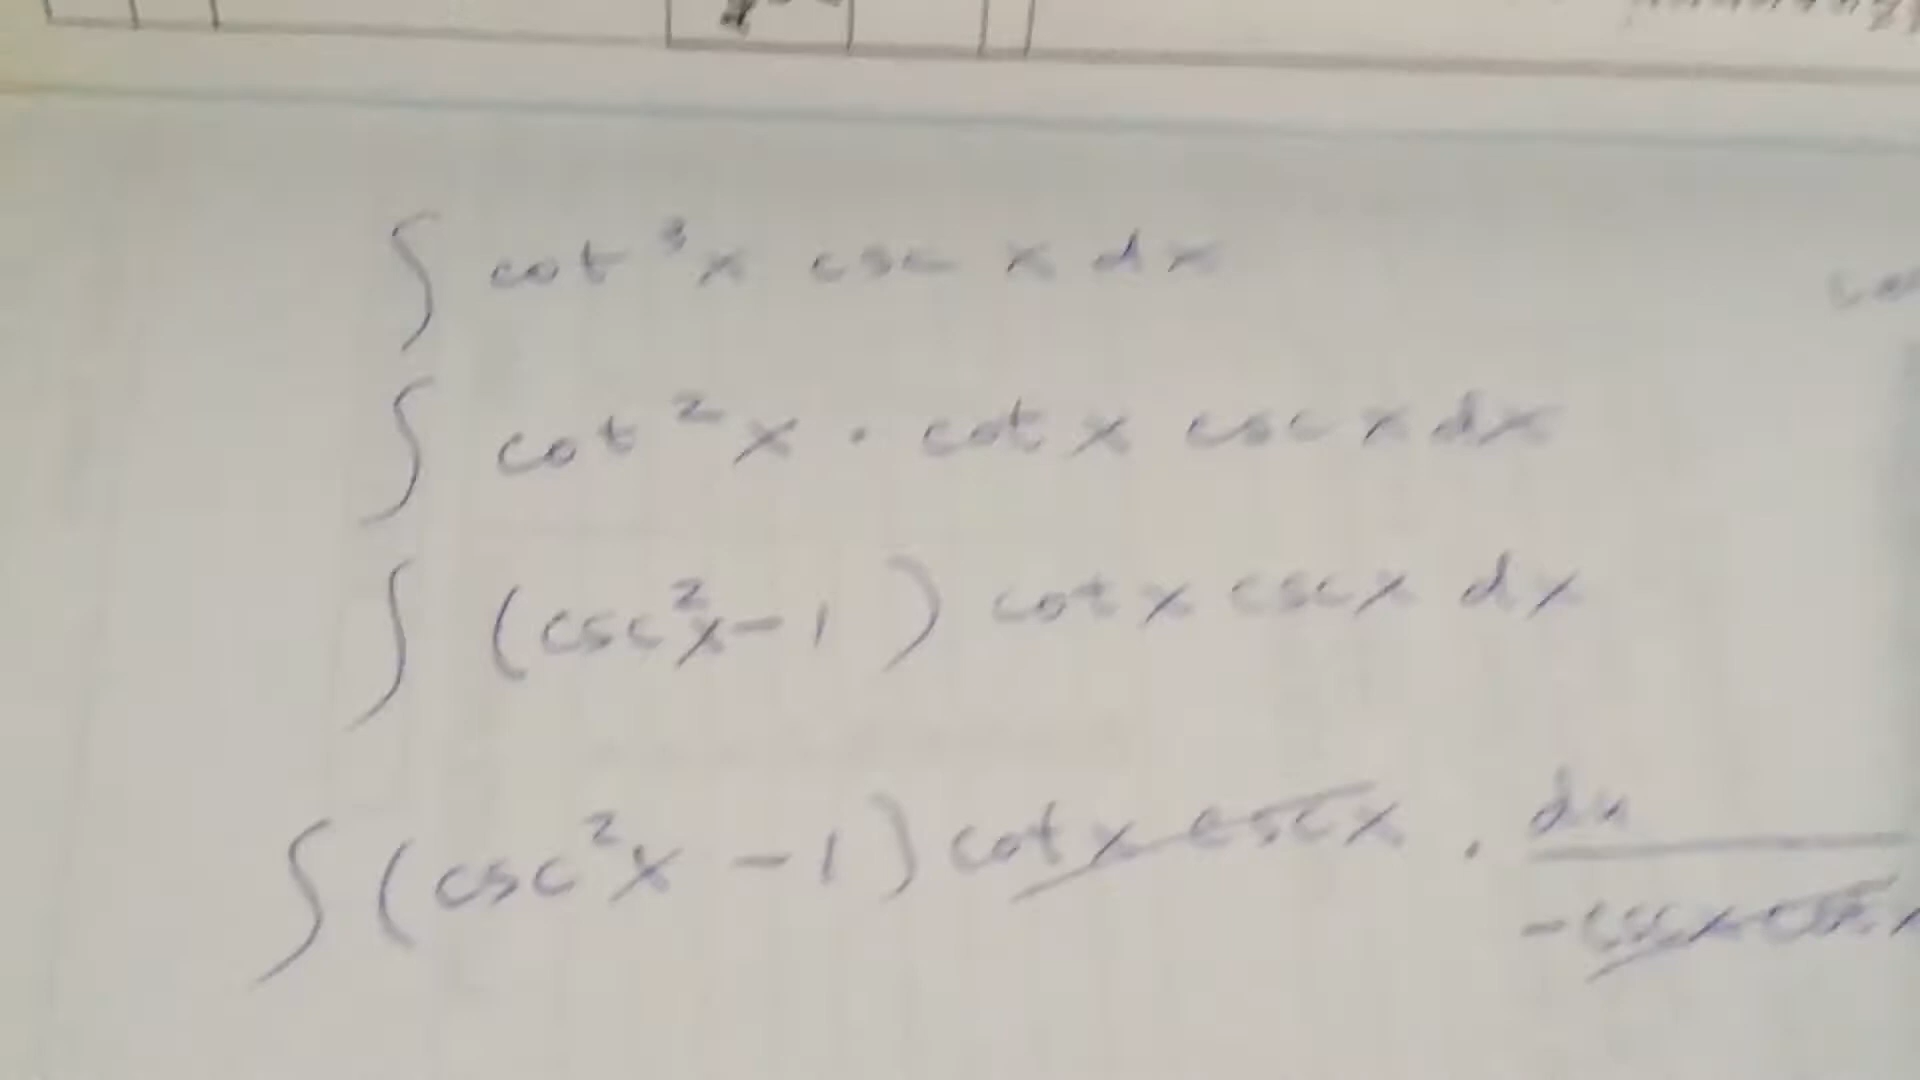 ∫ cot³x csc x dx
∫ cot²x · cot x csc x dx
∫ (csc²x - 1) cot x csc x dx
∫ (csc²x - 1) cot x csc x · du / -csc x cot x